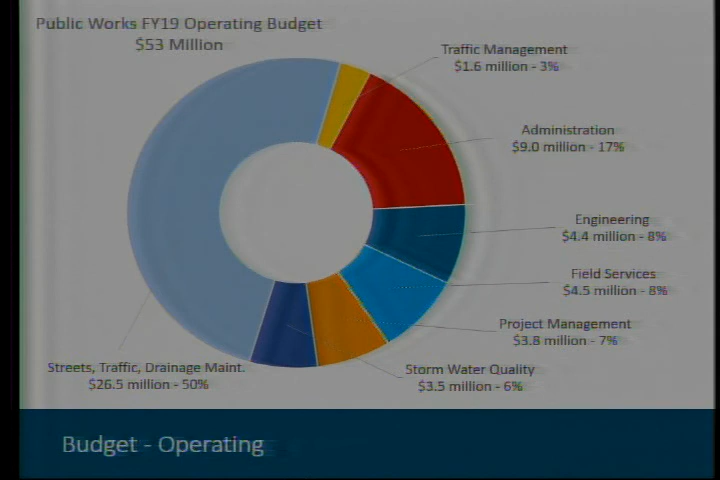 Public Works FY19 Operating Budget
$53 Million
Traffic Management
$1.6 million - 3%
Administration
$9.0 million - 17%
Engineering
$4.4 million - 8%
Field Services
$4.5 million - 8%
Project Management
$3.8 million - 7%
Storm Water Quality
$3.5 million - 6%
Streets, Traffic, Drainage Maint.
$26.5 million - 50%
Budget - Operating